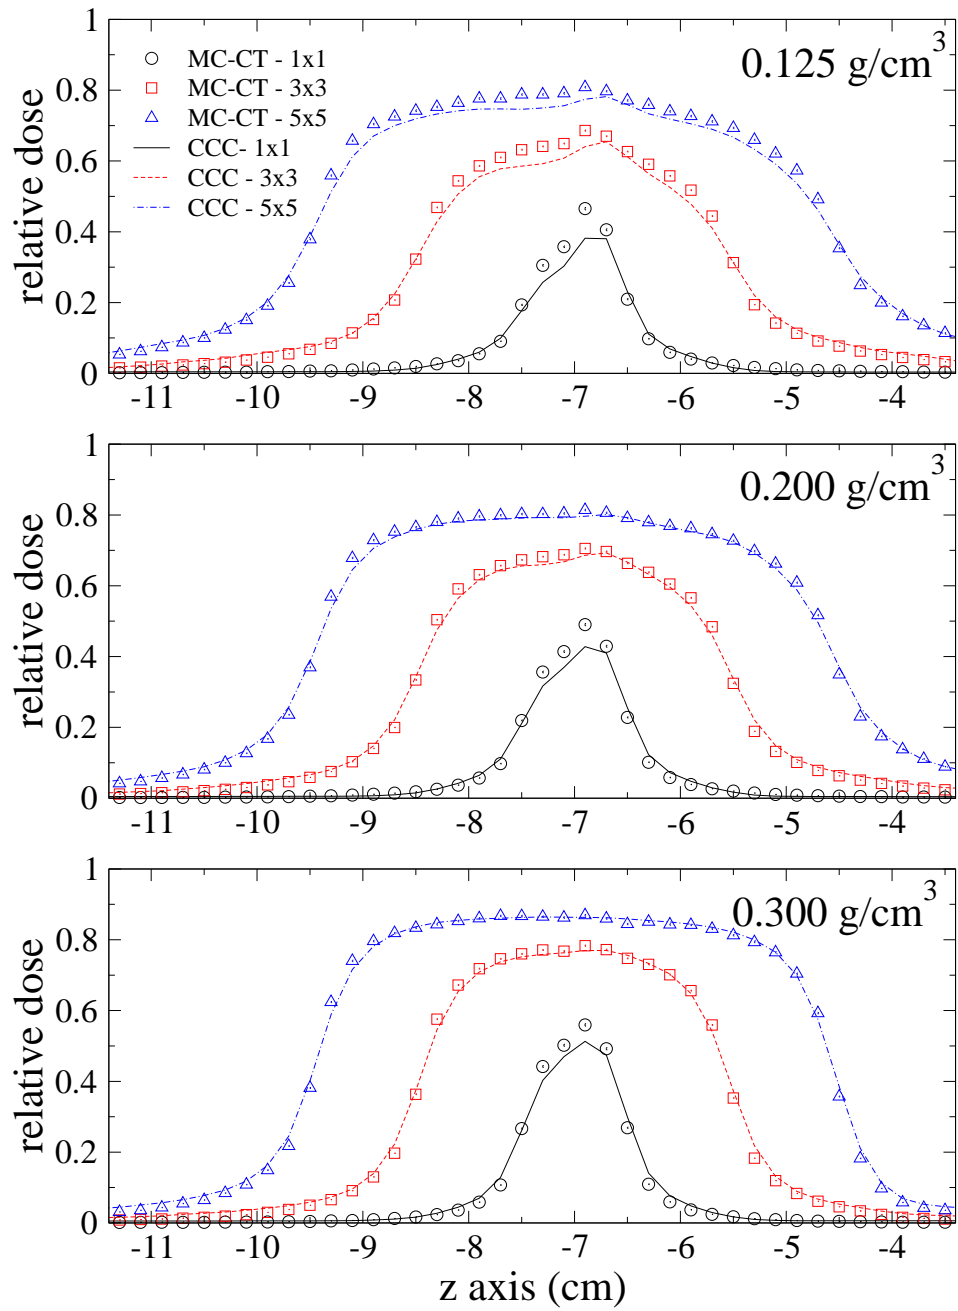 1
0.8
0.6
0.4
0.2
0
relative dose
MC-CT - 1x1
MC-CT - 3x3
MC-CT - 5x5
CCC- 1x1
CCC - 3x3
CCC - 5x5
0.125 g/cm³
-11 -10 -9 -8 -7 -6 -5 -4
1
0.8
0.6
0.4
0.2
0
relative dose
0.200 g/cm³
-11 -10 -9 -8 -7 -6 -5 -4
1
0.8
0.6
0.4
0.2
0
relative dose
0.300 g/cm³
-11 -10 -9 -8 -7 -6 -5 -4
z axis (cm)